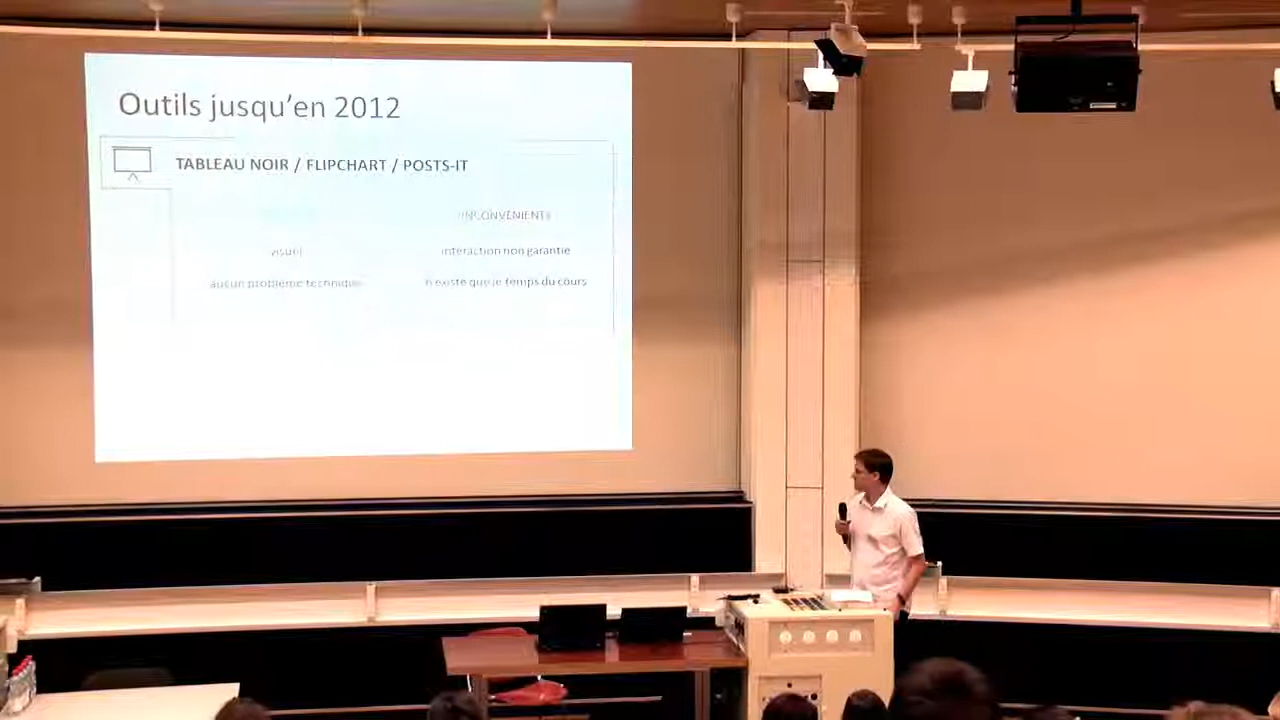 Outils jusqu'en 2012
TABLEAU NOIR / FLIPCHART / POSTS-IT
INCONVÉNIENTS
visuel
interaction non garantie
aucun problème technique
n'existe que le temps du cours